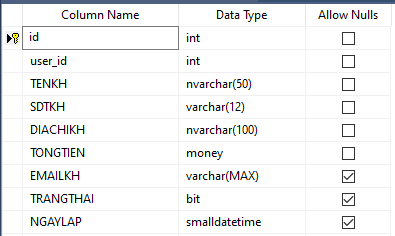 Column Name Data Type Allow Nulls
id int
user_id int
TENKH nvarchar(50)
SDTKH varchar(12)
DIACHIKH nvarchar(100)
TONGTIEN money
EMAILKH varchar(MAX)
TRANGTHAI bit
NGAYLAP smalldatetime